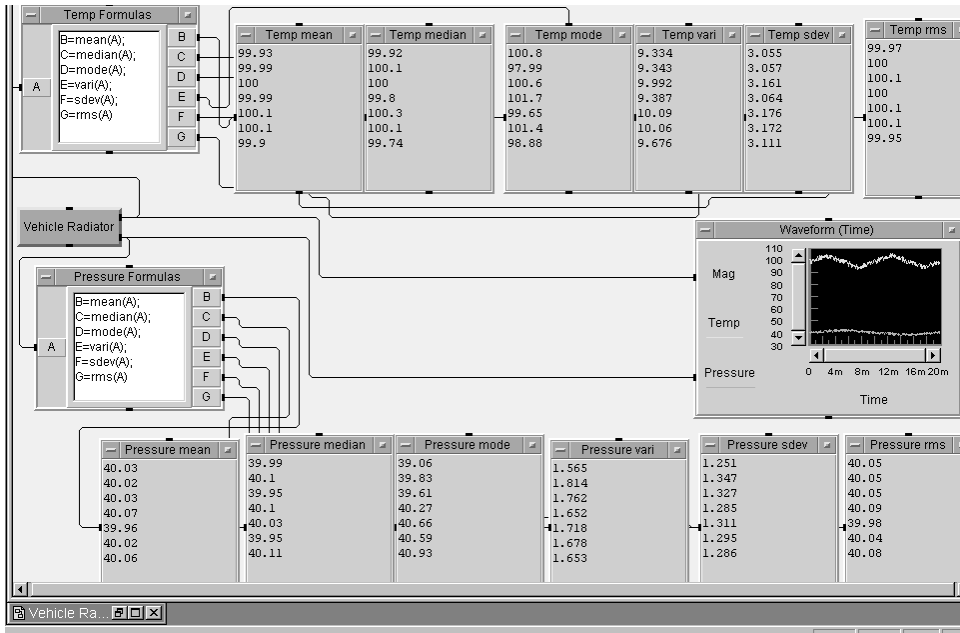 Temp Formulas
A
B=mean(A);
C=median(A);
D=mode(A);
E=vari(A);
F=sdev(A);
G=rms(A)
B
C
D
E
F
G
Temp mean
99.93
99.99
100
99.99
100.1
100.1
99.9
Temp median
99.92
100.1
100
99.8
100.3
100.1
99.74
Temp mode
100.8
97.99
100.6
101.7
99.65
101.4
98.88
Temp vari
9.334
9.343
9.992
9.387
10.09
10.06
9.676
Temp sdev
3.055
3.057
3.161
3.064
3.176
3.172
3.111
Temp rms
99.97
100
100.1
100
100.1
100.1
99.95
Vehicle Radiator
Waveform (Time)
Mag
Temp
Pressure
110
100
90
80
70
60
50
40
30
0 4m 8m 12m 16m 20m
Time
Pressure Formulas
A
B=mean(A);
C=median(A);
D=mode(A);
E=vari(A);
F=sdev(A);
G=rms(A)
B
C
D
E
F
G
Pressure mean
40.03
40.02
40.03
40.07
39.96
40.02
40.06
Pressure median
39.99
40.1
39.95
40.1
40.03
39.95
40.11
Pressure mode
39.06
39.83
39.61
40.27
40.66
40.59
40.93
Pressure vari
1.565
1.814
1.762
1.652
1.718
1.678
1.653
Pressure sdev
1.251
1.347
1.327
1.285
1.311
1.295
1.286
Pressure rms
40.05
40.05
40.05
40.09
39.98
40.04
40.08
Vehicle Ra...